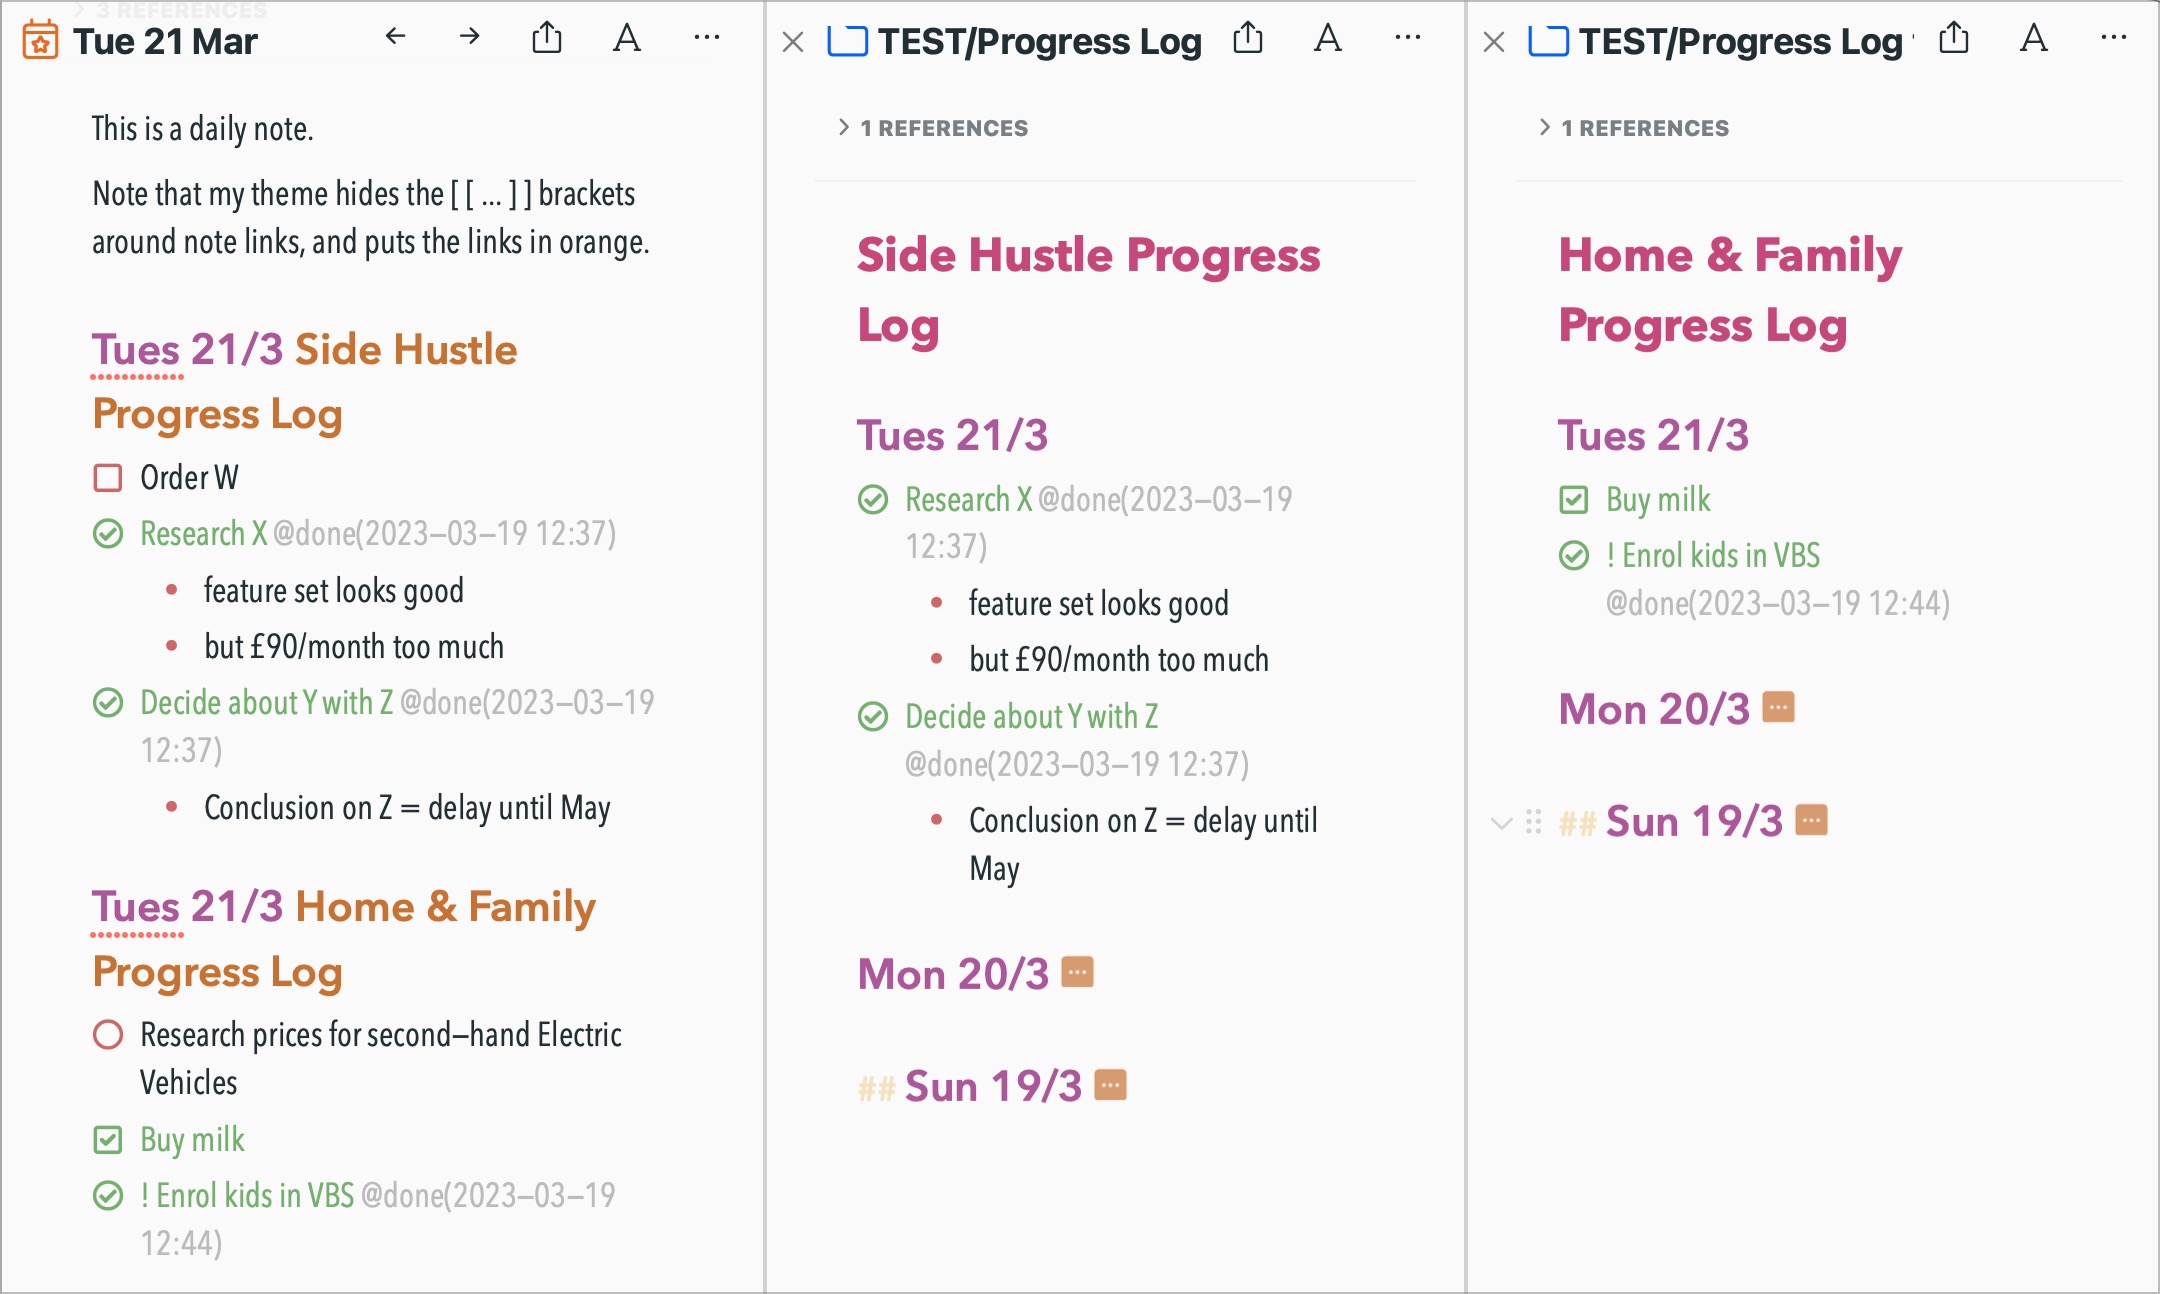 3 REFERENCES
Tue 21 Mar
This is a daily note.
Note that my theme hides the [ [ ... ] ] brackets
around note links, and puts the links in orange.
Tues 21/3 Side Hustle
Progress Log
Order W
Research X @done(2023–03–19 12:37)
• feature set looks good
• but £90/month too much
Decide about Y with Z @done(2023–03–19
12:37)
• Conclusion on Z = delay until May
Tues 21/3 Home & Family
Progress Log
Research prices for second–hand Electric
Vehicles
Buy milk
! Enrol kids in VBS @done(2023–03–19
12:44)
TEST/Progress Log
1 REFERENCES
Side Hustle Progress
Log
Tues 21/3
Research X @done(2023–03–19
12:37)
• feature set looks good
• but £90/month too much
Decide about Y with Z
@done(2023–03–19 12:37)
• Conclusion on Z = delay until
May
Mon 20/3
## Sun 19/3
TEST/Progress Log
1 REFERENCES
Home & Family
Progress Log
Tues 21/3
Buy milk
! Enrol kids in VBS
@done(2023–03–19 12:44)
Mon 20/3
## Sun 19/3